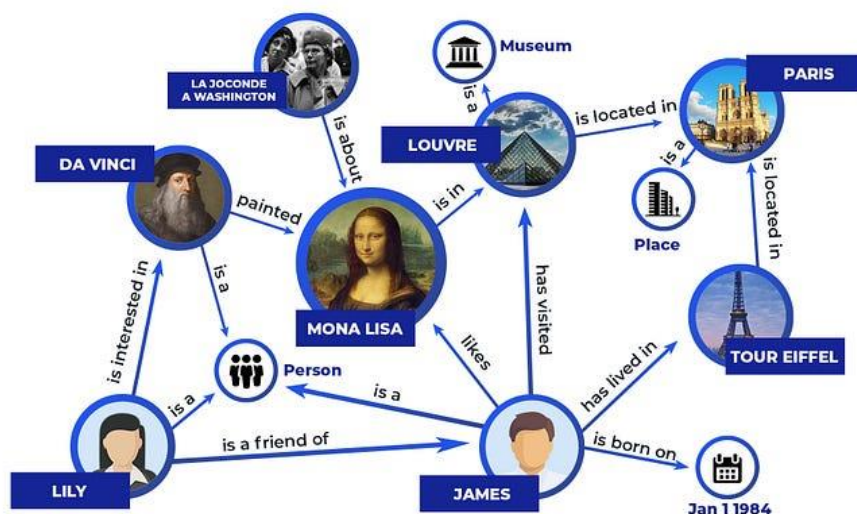 LA JOCONDE
A WASHINGTON
Museum
PARIS
is a
is located in
LOUVRE
is about
is a
is located in
DA VINCI
painted
is in
Place
is a
has visited
MONA LISA
TOUR EIFFEL
is interested in
likes
has lived in
Person
is a
is a
is a friend of
is born on
LILY
JAMES
Jan 1 1984